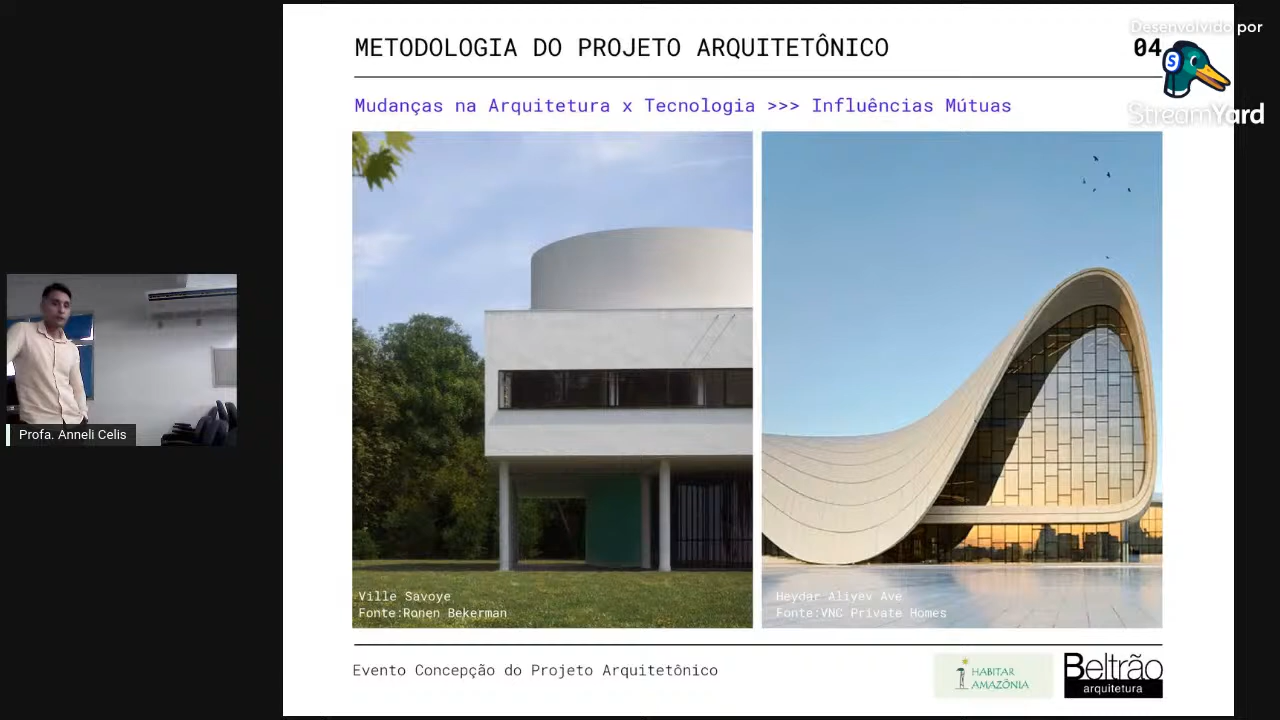 METODOLOGIA DO PROJETO ARQUITETÔNICO
04
Desenvolvido por
S
StreamYard
Mudanças na Arquitetura x Tecnologia >>> Influências Mútuas
Profa. Anneli Celis
Ville Savoye
Fonte:Ronen Bekerman
Heydar Aliyev Ave
Fonte:VNC Private Homes
Evento Concepção do Projeto Arquitetônico
HABITAR
AMAZÔNIA
Beltrão
arquitetura